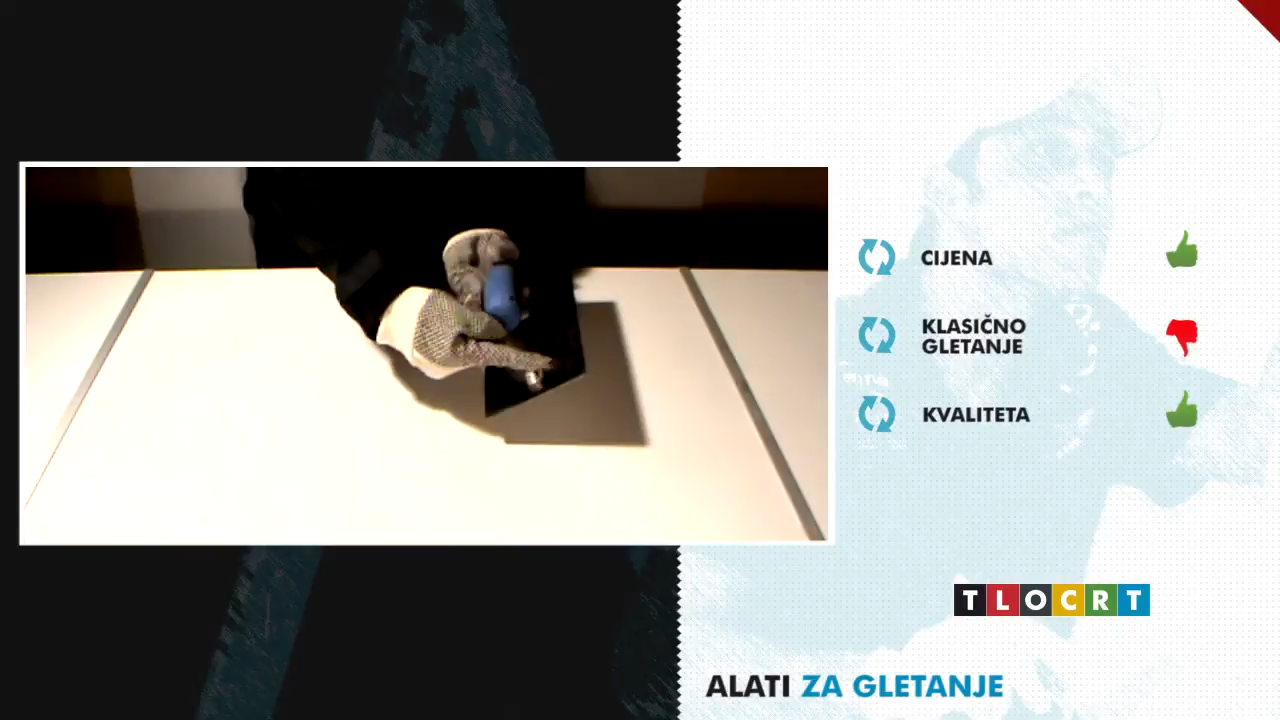 CIJENA
KLASIČNO
GLETANJE
KVALITETA
TLOCRT
ALATI ZA GLETANJE